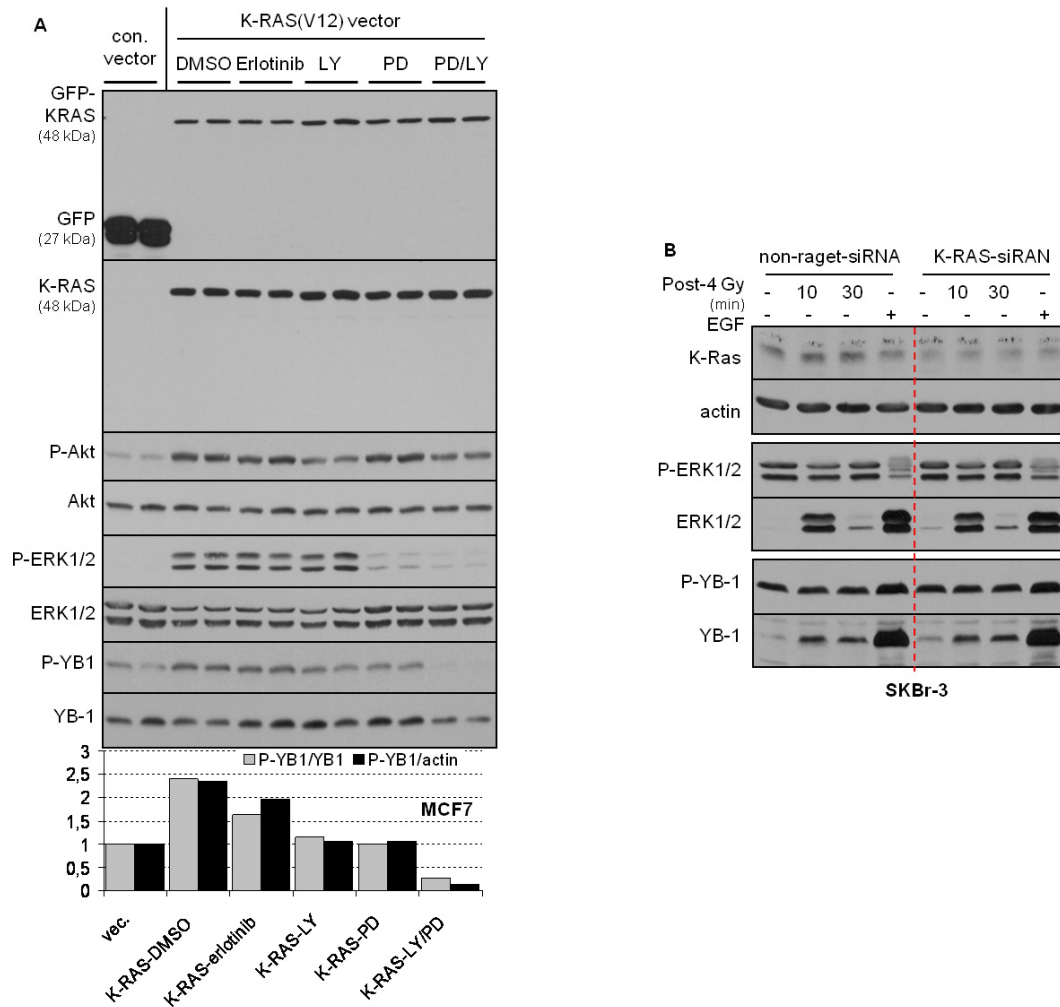 A
con.
vector
K-RAS(V12) vector
DMSO Erlotinib LY PD PD/LY
GFP-
KRAS
(48 kDa)
GFP
(27 kDa)
K-RAS
(48 kDa)
P-Akt
Akt
P-ERK1/2
ERK1/2
P-YB1
YB-1
3
2,5
2
1,5
1
0,5
0
P-YB1/YB1 P-YB1/actin
MCF7
vec.
K-RAS-DMSO
K-RAS-erlotinib
K-RAS-LY
K-RAS-PD
K-RAS-LY/PD
B
non-raget-siRNA K-RAS-siRAN
Post-4 Gy - 10 30 - - 10 30 -
(min)
EGF - - - + - - - +
K-Ras
actin
P-ERK1/2
ERK1/2
P-YB-1
YB-1
SKBr-3